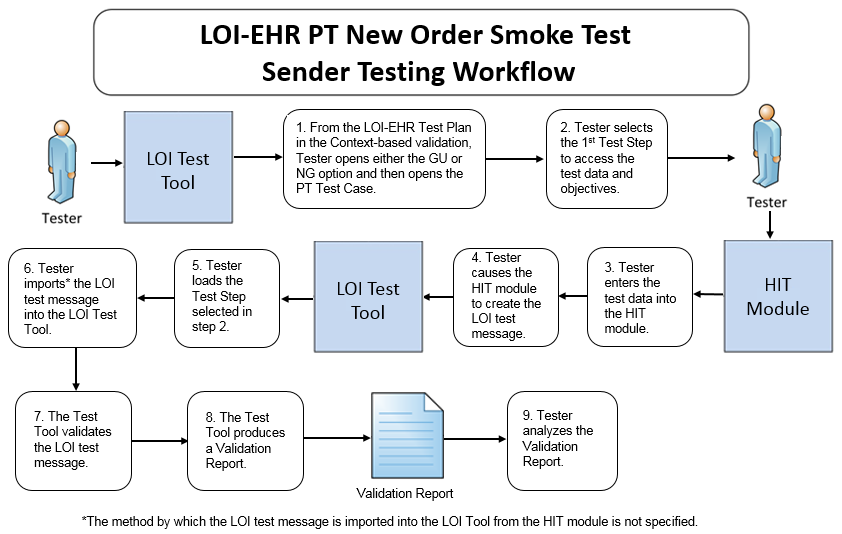 LOI-EHR PT New Order Smoke Test
Sender Testing Workflow
Tester
LOI Test
Tool
1. From the LOI-EHR Test Plan
in the Context-based validation,
Tester opens either the GU or
NG option and then opens the
PT Test Case.
2. Tester selects
the 1st Test Step
to access the
test data and
objectives.
Tester
HIT
Module
3. Tester
enters the
test data into
the HIT
module.
4. Tester
causes the
HIT module
to create the
LOI test
message.
LOI Test
Tool
5. Tester
loads the
Test Step
selected in
step 2.
6. Tester
imports* the LOI
test message
into the LOI Test
Tool.
7. The Test
Tool validates
the LOI test
message.
8. The Test
Tool produces
a Validation
Report.
Validation Report
9. Tester
analyzes the
Validation
Report.
*The method by which the LOI test message is imported into the LOI Tool from the HIT module is not specified.